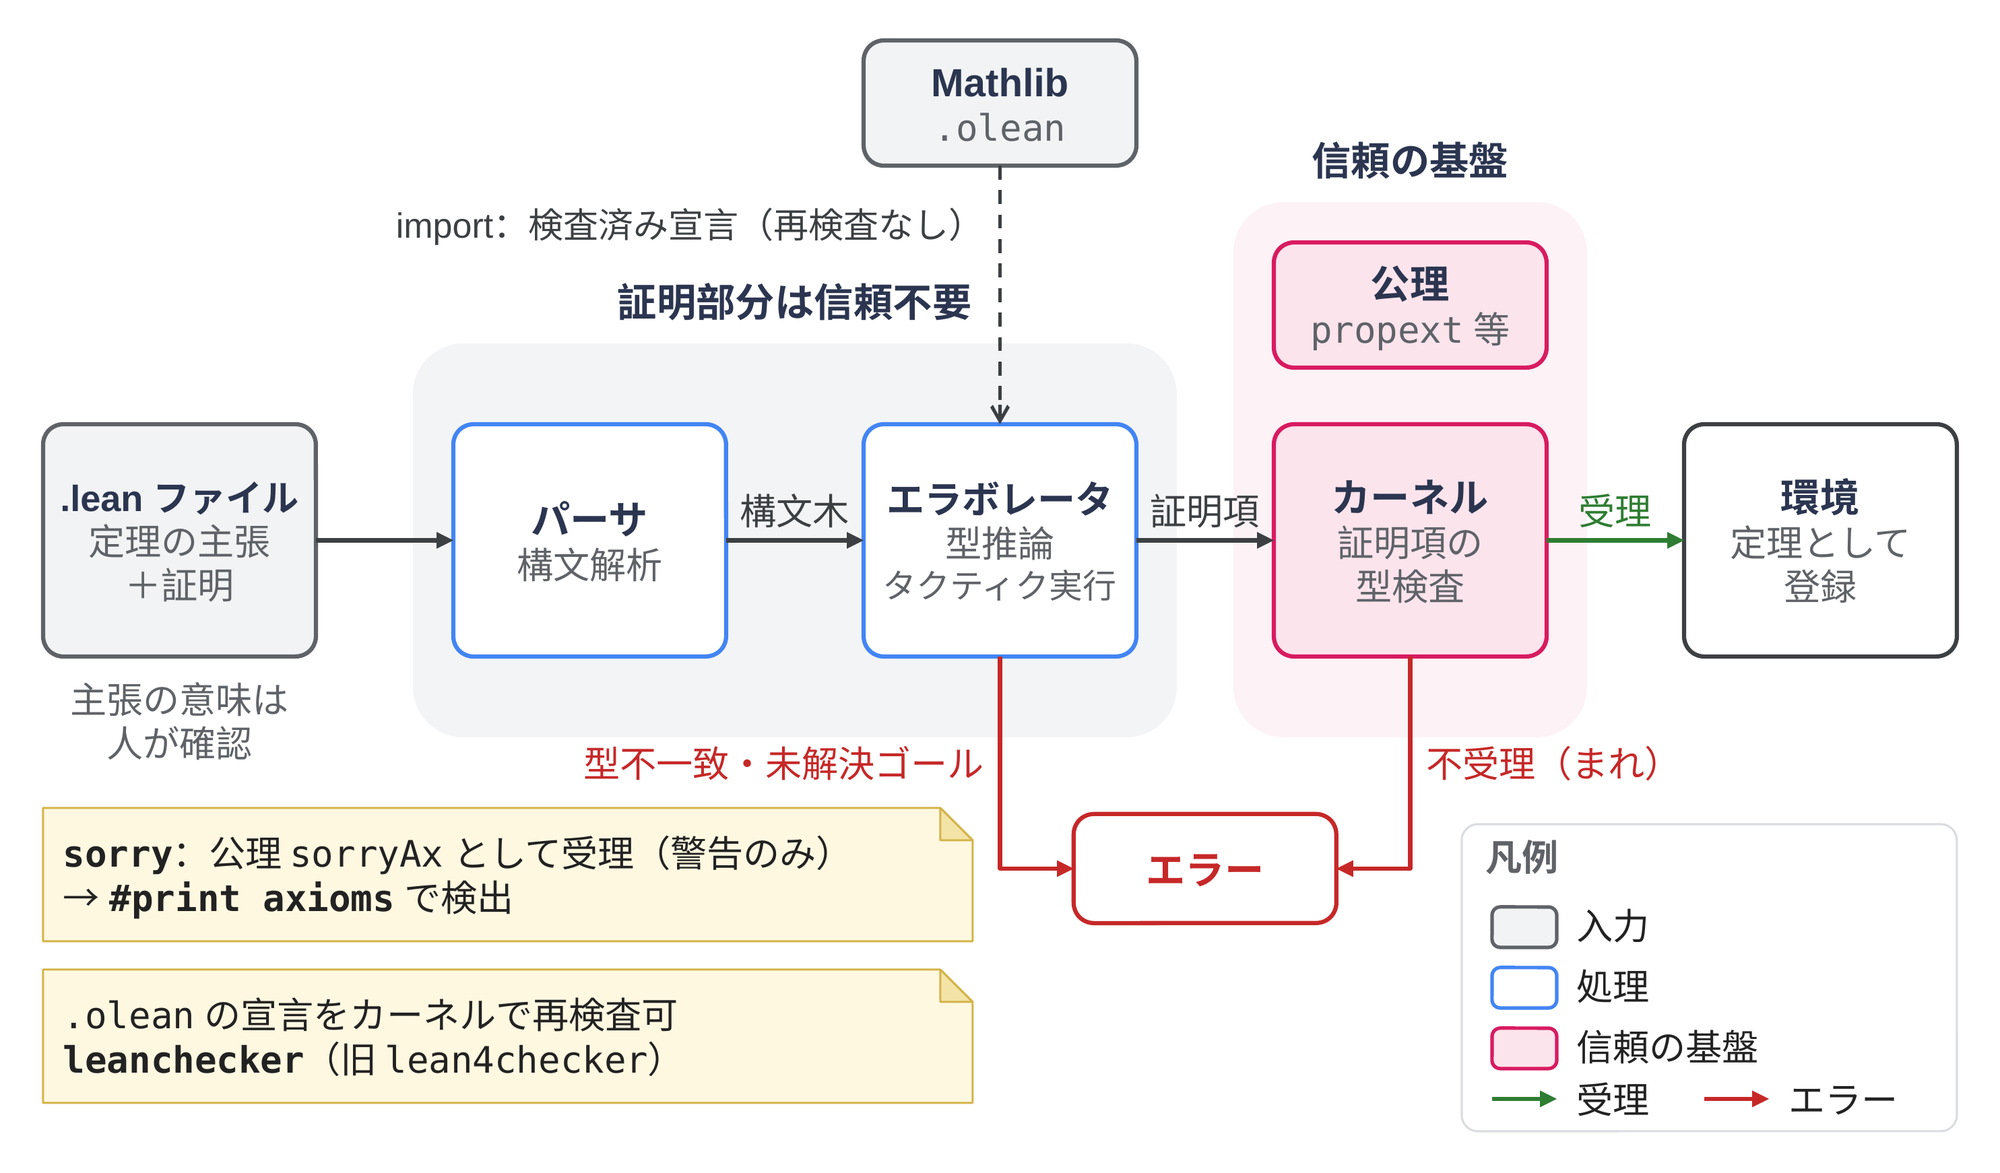 Mathlib
.olean
信頼の基盤
import：検査済み宣言（再検査なし）
公理
propext 等
証明部分は信頼不要
.lean ファイル
定理の主張
＋証明
パーサ
構文解析
構文木
エラボレータ
型推論
タクティク実行
証明項
カーネル
証明項の
型検査
受理
環境
定理として
登録
主張の意味は
人が確認
型不一致・未解決ゴール
不受理（まれ）
エラー
sorry：公理 sorryAx として受理（警告のみ）
→ #print axioms で検出
.olean の宣言をカーネルで再検査可
leanchecker（旧 lean4checker）
凡例
入力
処理
信頼の基盤
受理
エラー